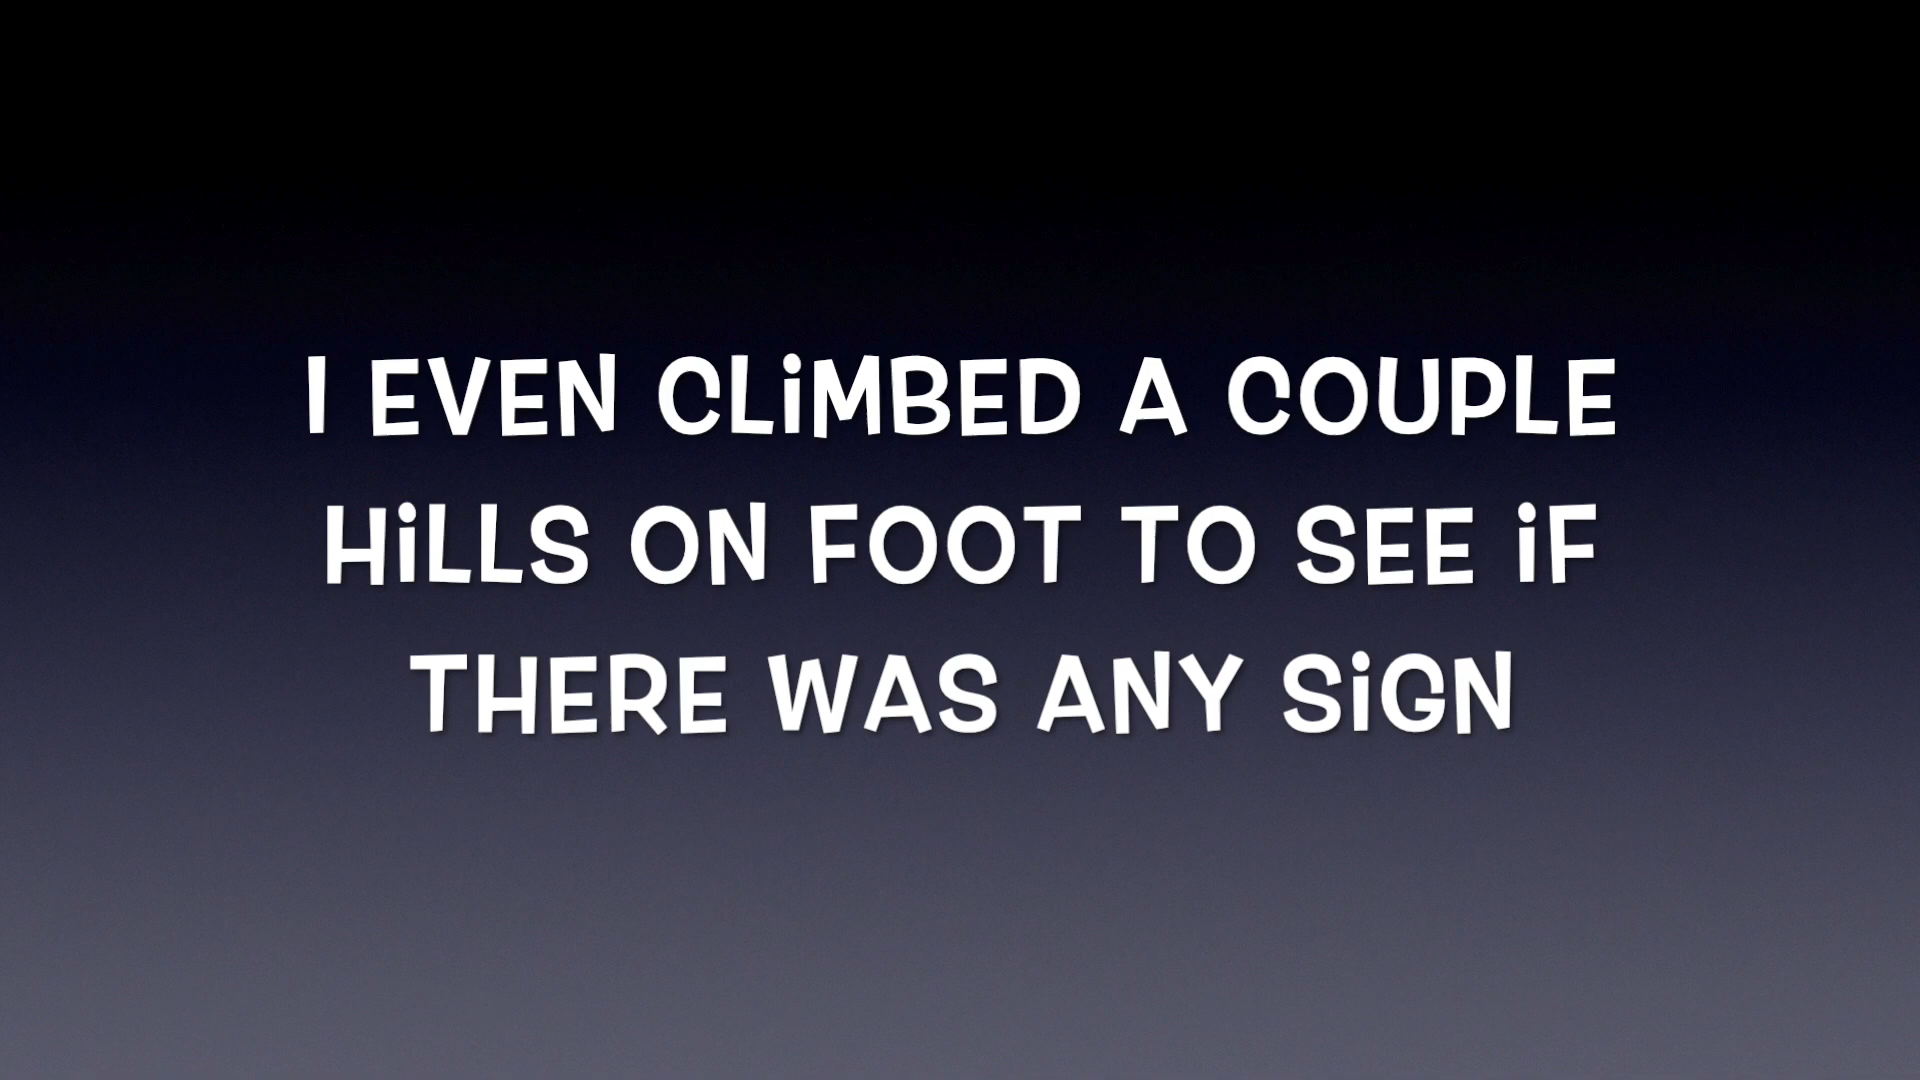 I EVEN CLiMBED A COUPLE
HiLLS ON FOOT TO SEE iF
THERE WAS ANY SiGN